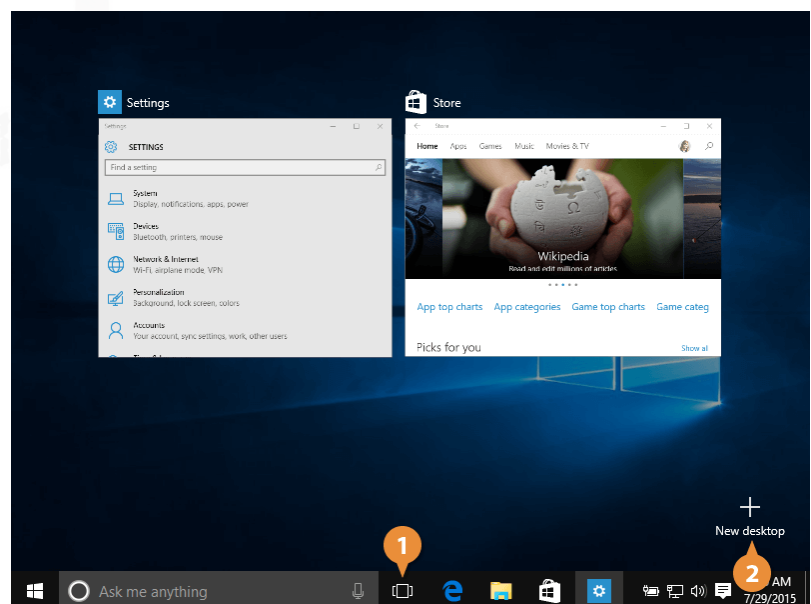 Settings
Settings
SETTINGS
Find a setting
System
Display, notifications, apps, power
Devices
Bluetooth, printers, mouse
Network & Internet
Wi-Fi, airplane mode, VPN
Personalization
Background, lock screen, colors
Accounts
Your account, sync settings, work, other users
Store
Store
Home Apps Games Music Movies & TV
Wikipedia
Read and edit millions of articles
App top charts App categories Game top charts Game categ
Picks for you Show all
New desktop
1
2
Ask me anything
AM
7/29/2015